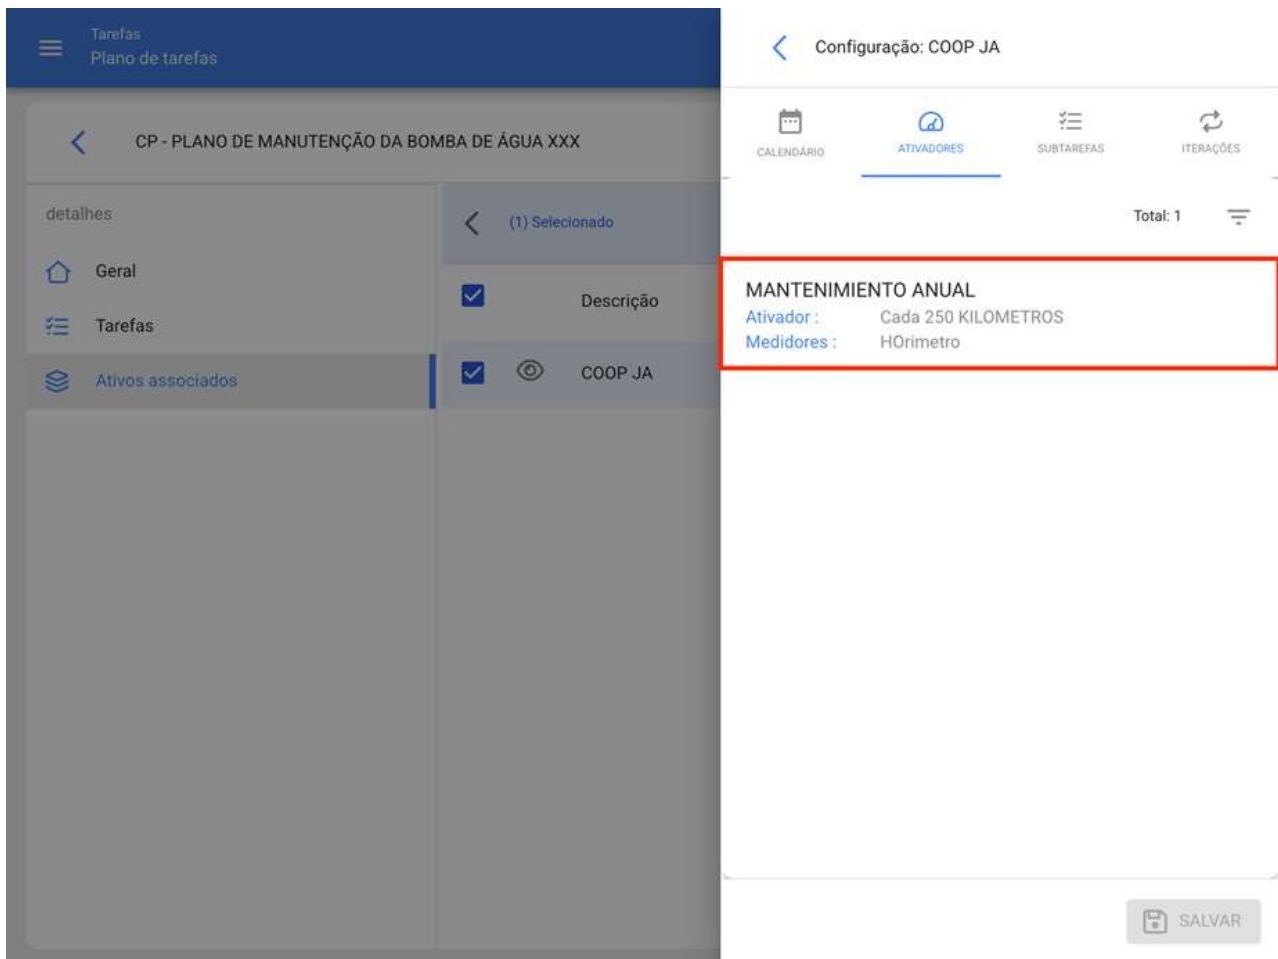 Tarefas
Plano de tarefas
CP - PLANO DE MANUTENÇÃO DA BOMBA DE ÁGUA XXX
detalhes
Geral
Tarefas
Ativos associados
(1) Selecionado
Descrição
COOP JA
Configuração: COOP JA
CALENDÁRIO
ATIVADORES
SUBTAREFAS
ITERAÇÕES
Total: 1
MANTENIMIENTO ANUAL
Ativador : Cada 250 KILOMETROS
Medidores : HOrimetro
SALVAR